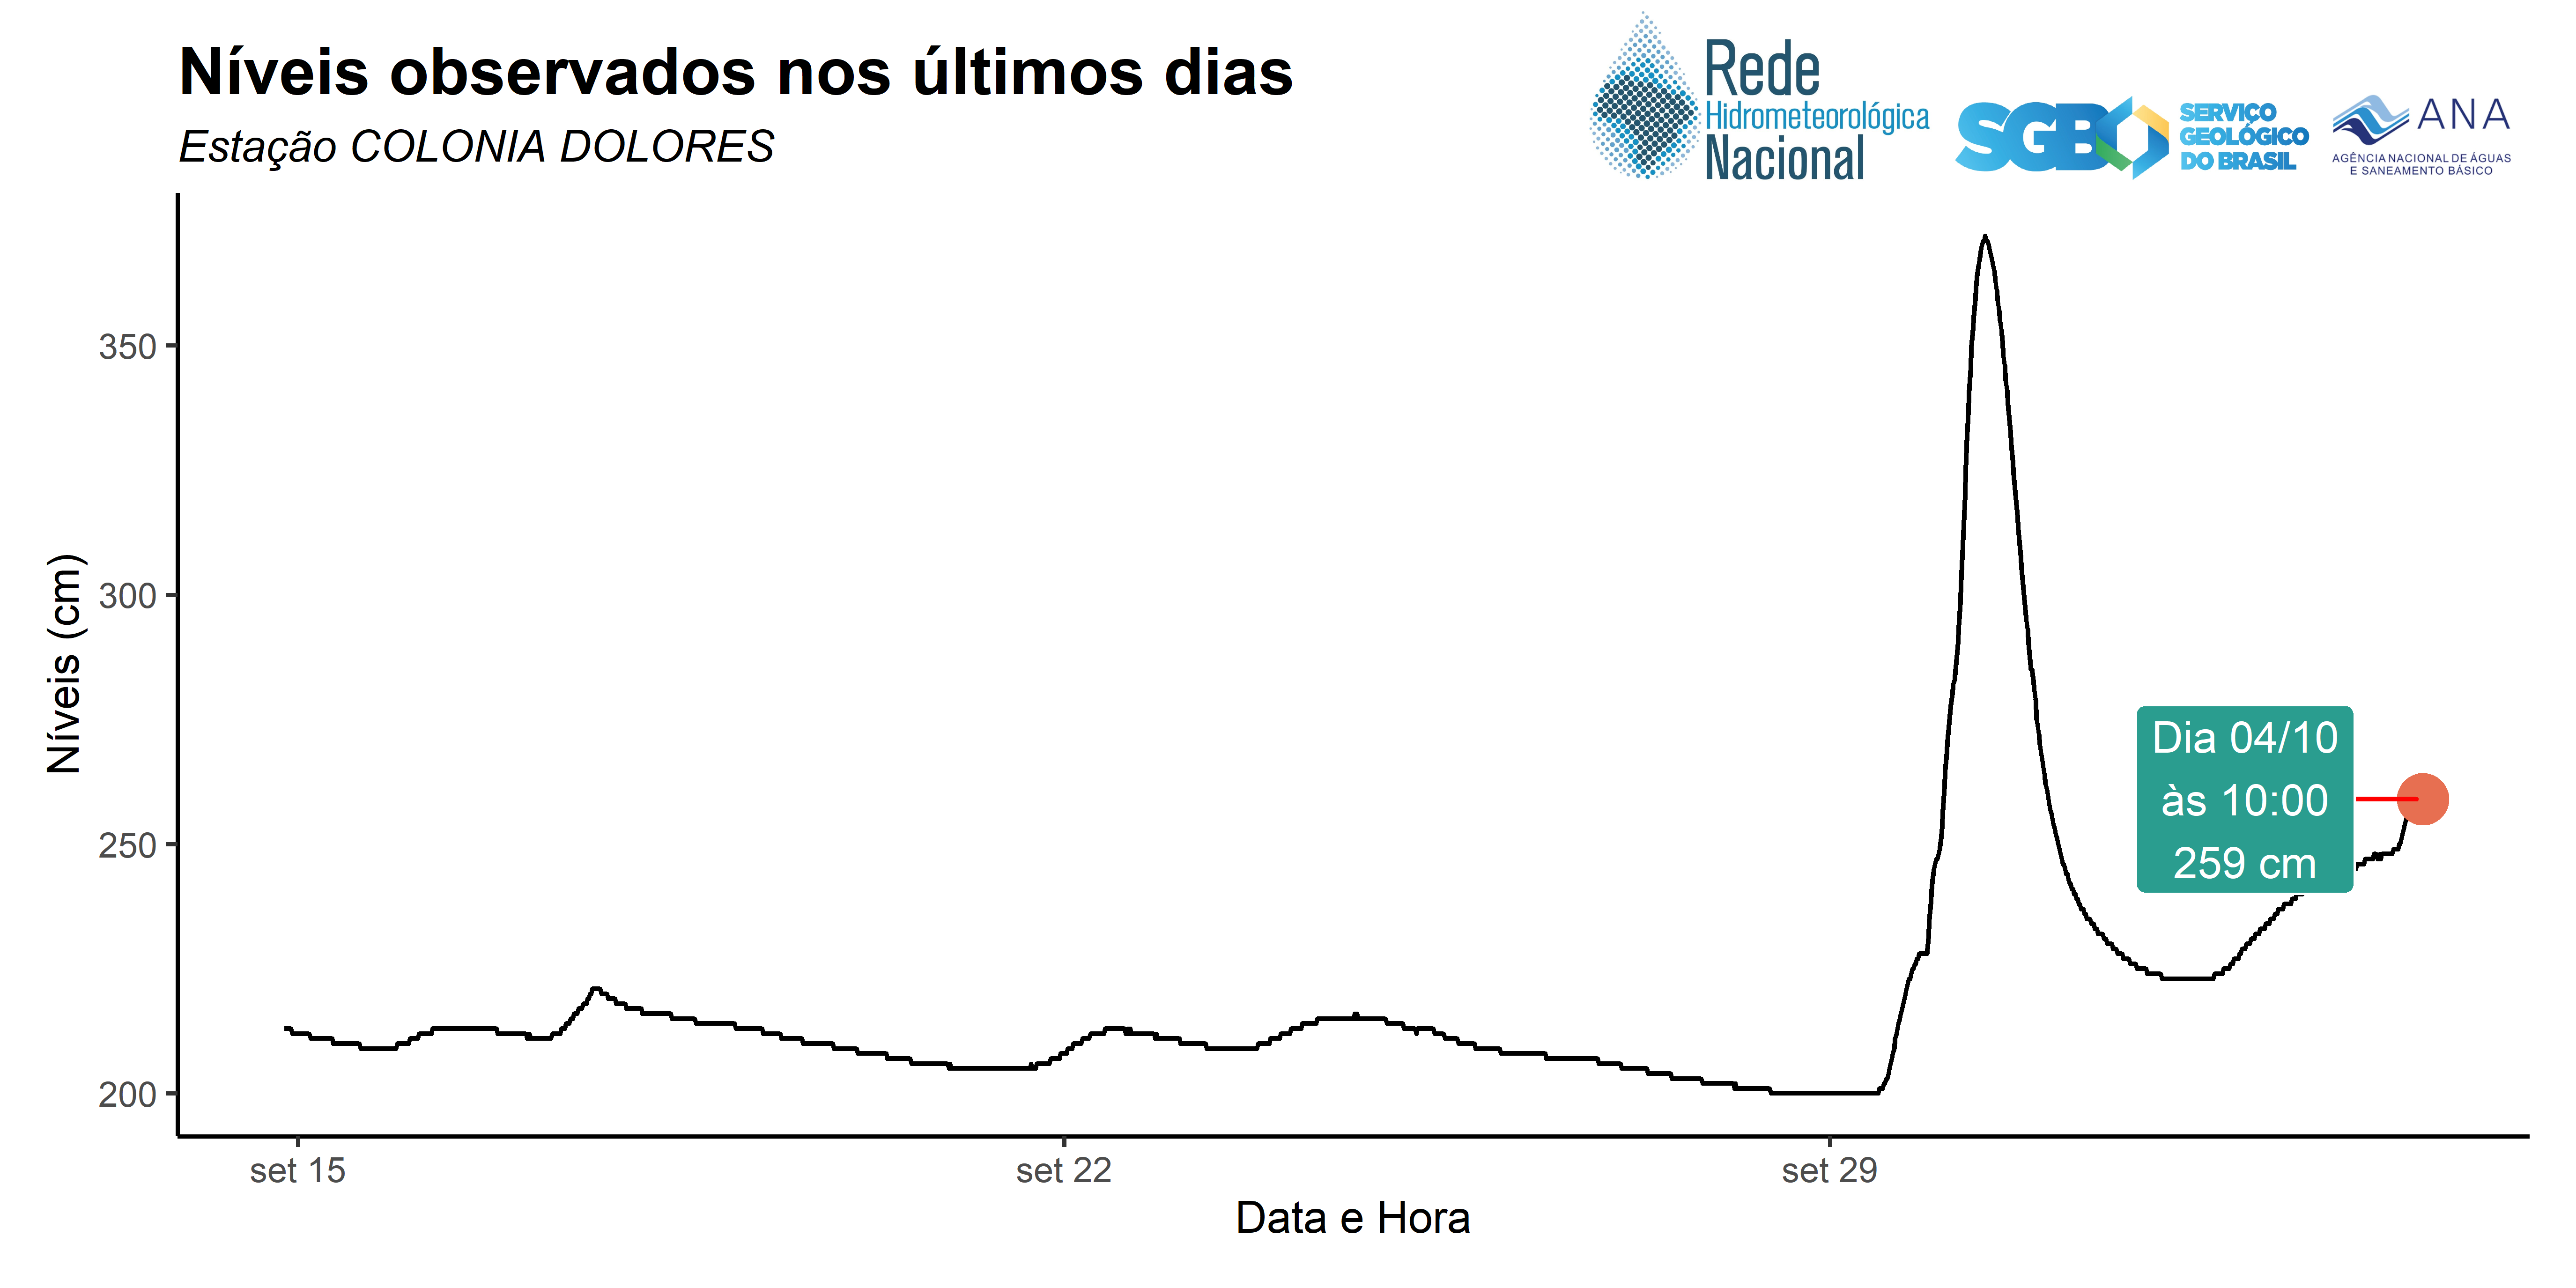 Níveis observados nos últimos dias
Estação COLONIA DOLORES
Rede
Hidrometeorológica
Nacional
SGB
SERVIÇO
GEOLÓGICO
DO BRASIL
ANA
AGÊNCIA NACIONAL DE ÁGUAS
E SANEAMENTO BÁSICO
Níveis (cm)
350
300
250
200
Dia 04/10
às 10:00
259 cm
set 15
set 22
set 29
Data e Hora